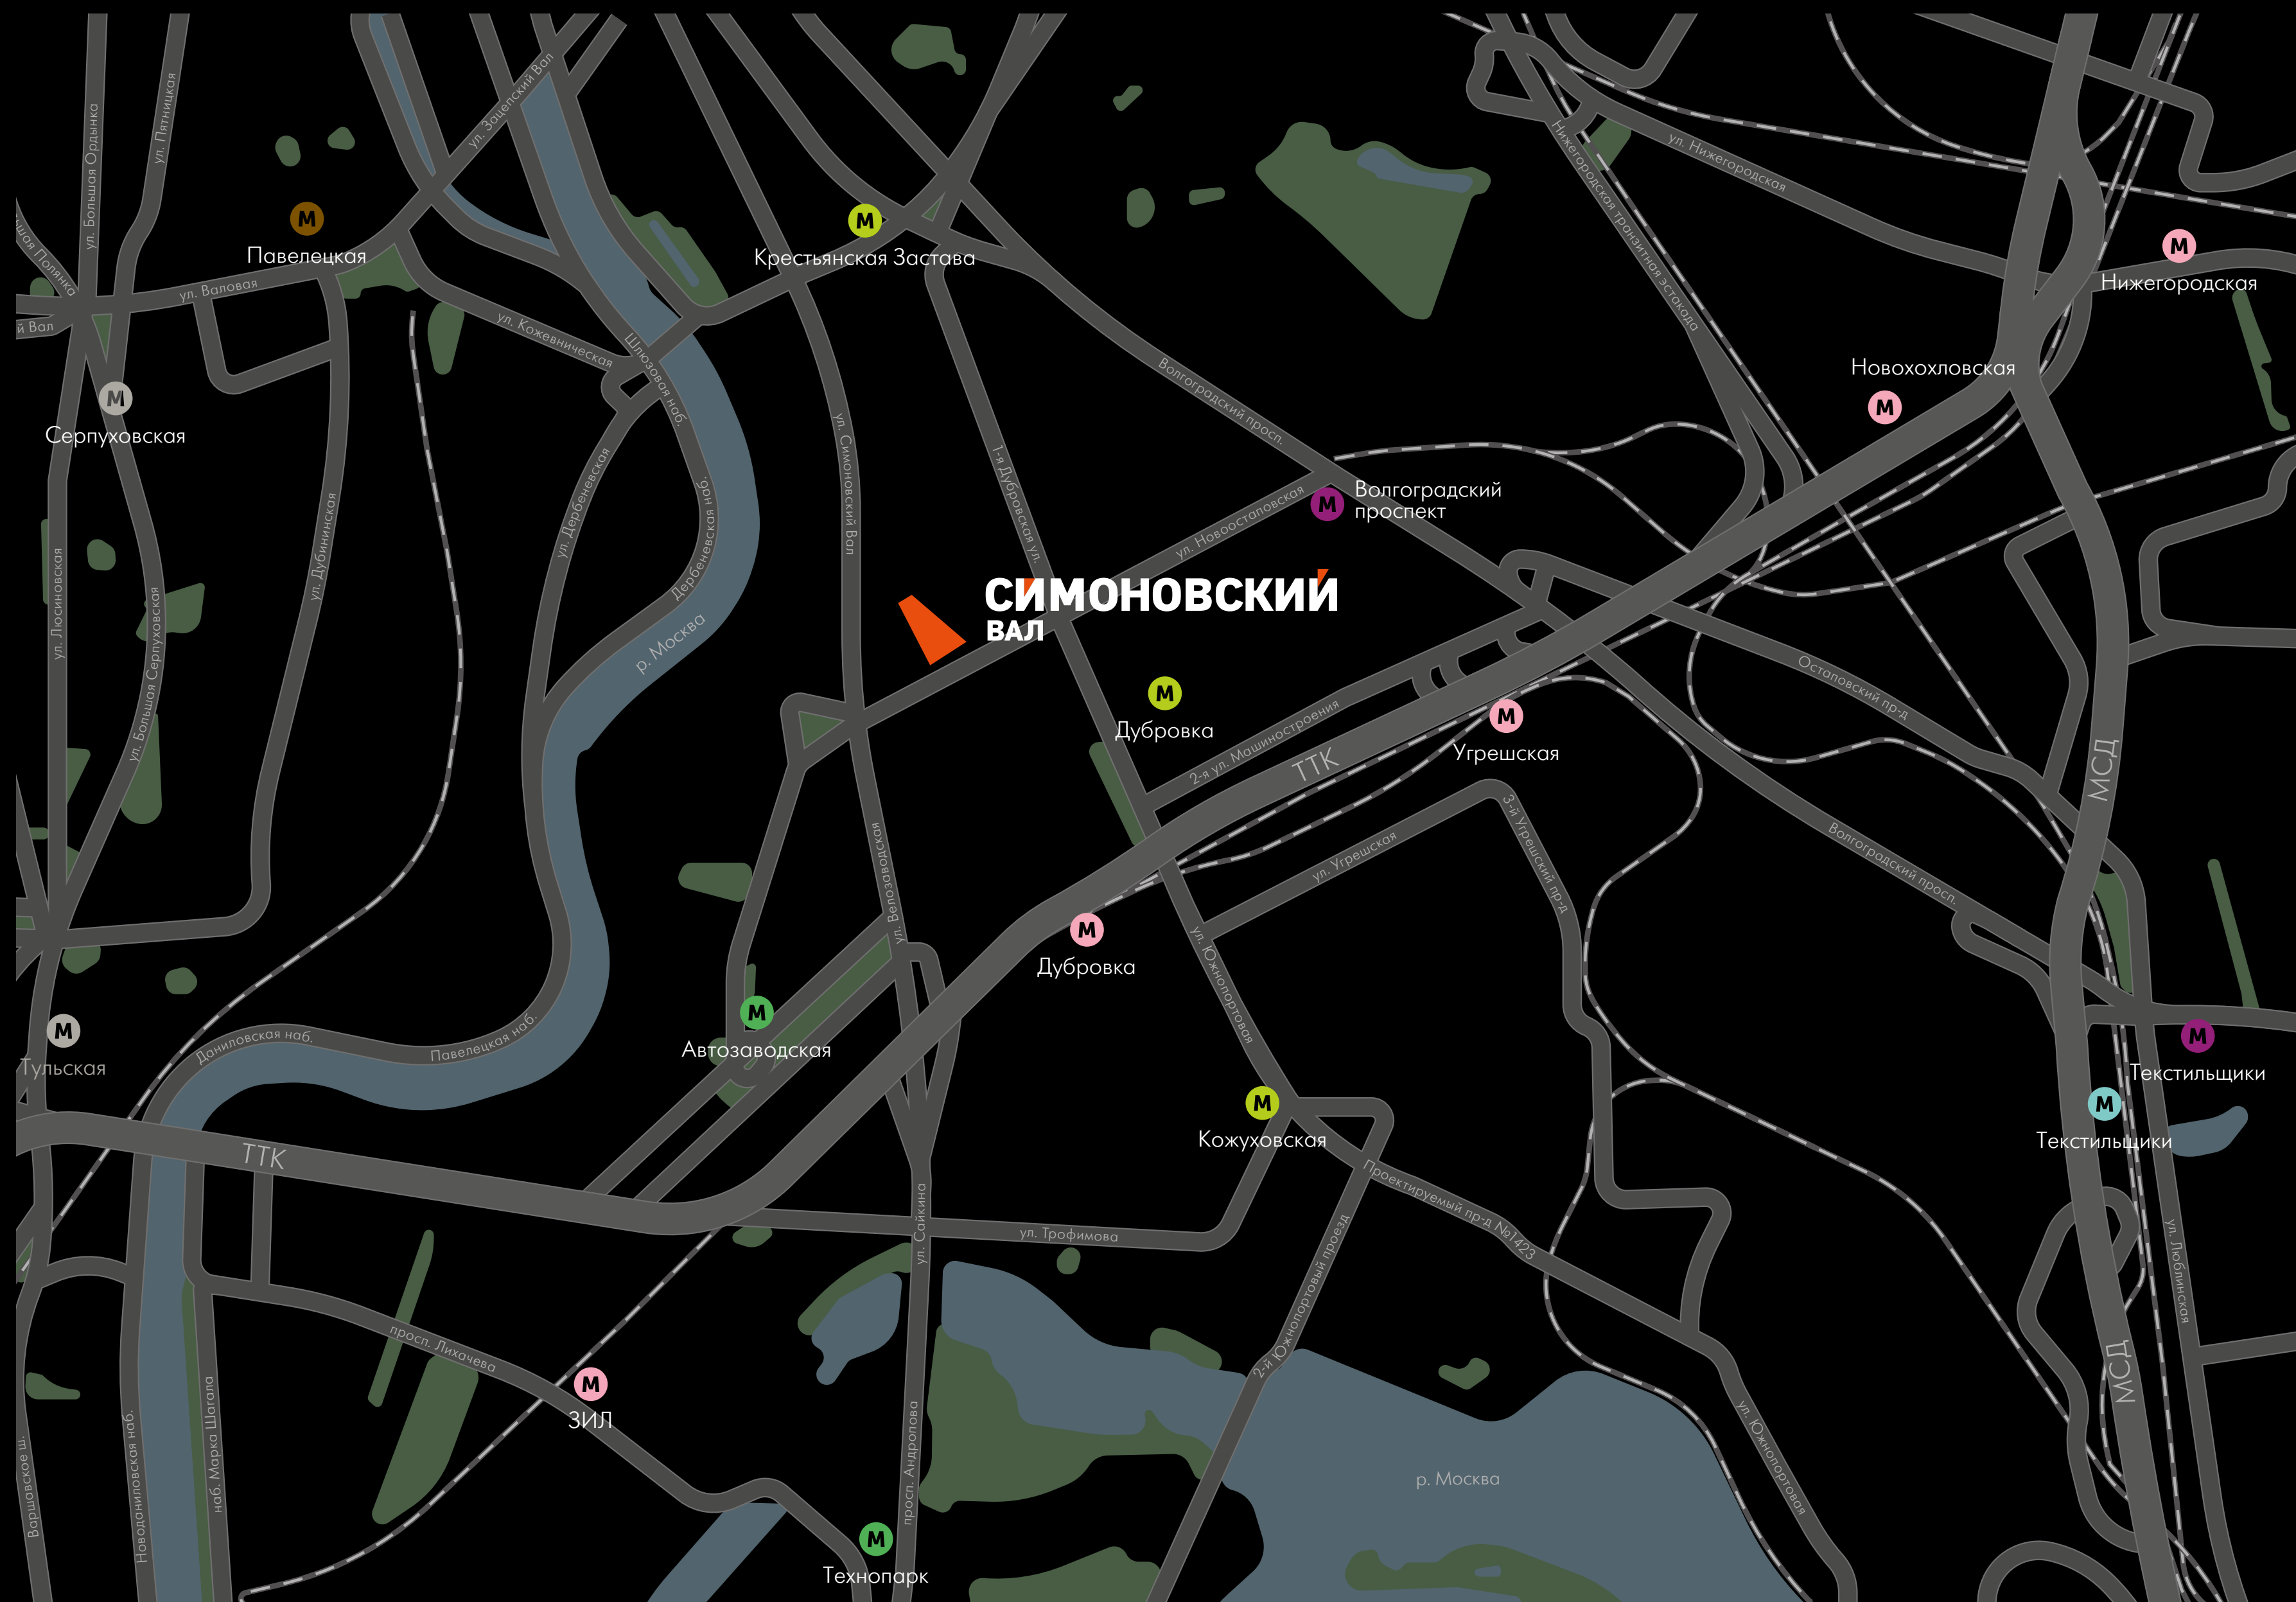 ул. Большая Ордынка
ул. Пятницкая
ул. Зацепский Вал
Нижегородская транзитная эстакада
ул. Нижегородская
М
Павелецкая
М
Крестьянская Застава
М
Нижегородская
ул. Валовая
й Вал
ул. Кожевническая
Шлюзовая наб.
Волгоградский просп.
Новохохловская
М
М
Серпуховская
ул. Симоновский Вал
1-я Дубровская ул.
ул. Новоостаповская
М
Волгоградский
проспект
ул. Дербеневская
Дербеневская наб.
ул. Дубининская
ул. Люсиновская
ул. Большая Серпуховская
р. Москва
СИМОНОВСКИЙ
ВАЛ
М
Дубровка
2-я ул. Машиностроения
ТТК
М
Угрешская
Остаповский пр-д
МСД
ул. Велозаводская
ул. Угрешская
3-й Угрешский пр-д
Волгоградский просп.
М
Дубровка
ул. Южнопортовая
М
Тульская
Даниловская наб.
Павелецкая наб.
М
Автозаводская
М
Текстильщики
М
Текстильщики
М
Кожуховская
ТТК
ул. Сайкина
ул. Трофимова
Проектируемый пр-д №1423
2-й Южнопортовый проезд
ул. Люблинская
МСД
просп. Лихачева
М
ЗИЛ
Варшавское ш.
Новоданиловская наб.
наб. Марка Шагала
просп. Андропова
р. Москва
ул. Южнопортовая
М
Технопарк